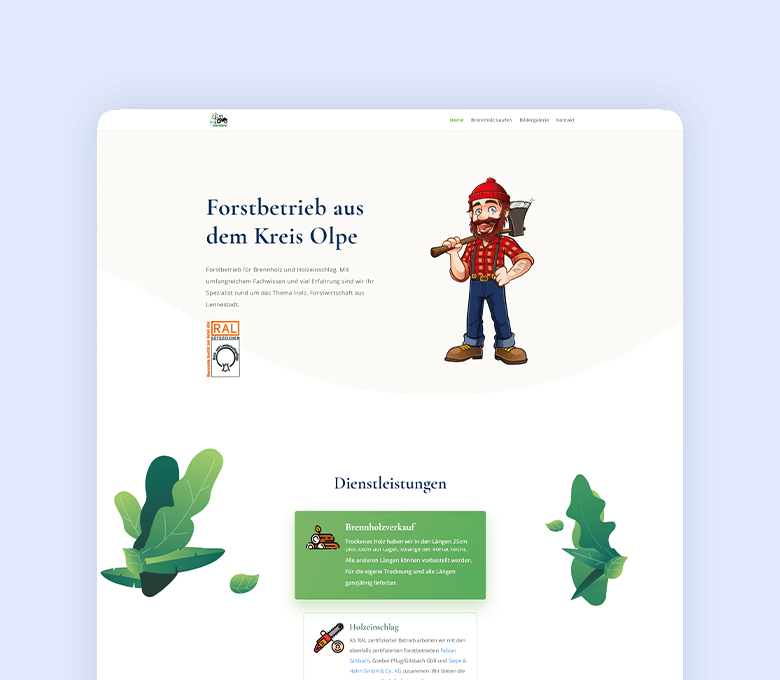 Home Brennholz kaufen Bildergalerie Kontakt
Forstbetrieb aus
dem Kreis Olpe
Forstbetrieb für Brennholz und Holzeinschlag. Mit
umfangreichem Fachwissen und viel Erfahrung sind wir Ihr
Spezialist rund um das Thema Holz. Forstwirtschaft aus
Lennestadt.
RAL
GÜTEZEICHEN
Dienstleistungen
Brennholzverkauf
Trockenes Holz haben wir in den Längen 25cm
und 33cm auf Lager, solange der Vorrat reicht.
Alle anderen Längen können vorbestellt werden.
Für die eigene Trocknung sind alle Längen
ganzjährig lieferbar.
Holzeinschlag
Als RAL zertifizierter Betrieb arbeiten wir mit den
ebenfalls zertifizierten Forstbetrieben Fabian
Gilsbach, Goebel-Pflug/Gilsbach GbR und Siepe &
Hahn GmbH & Co. KG zusammen. Wir bieten die